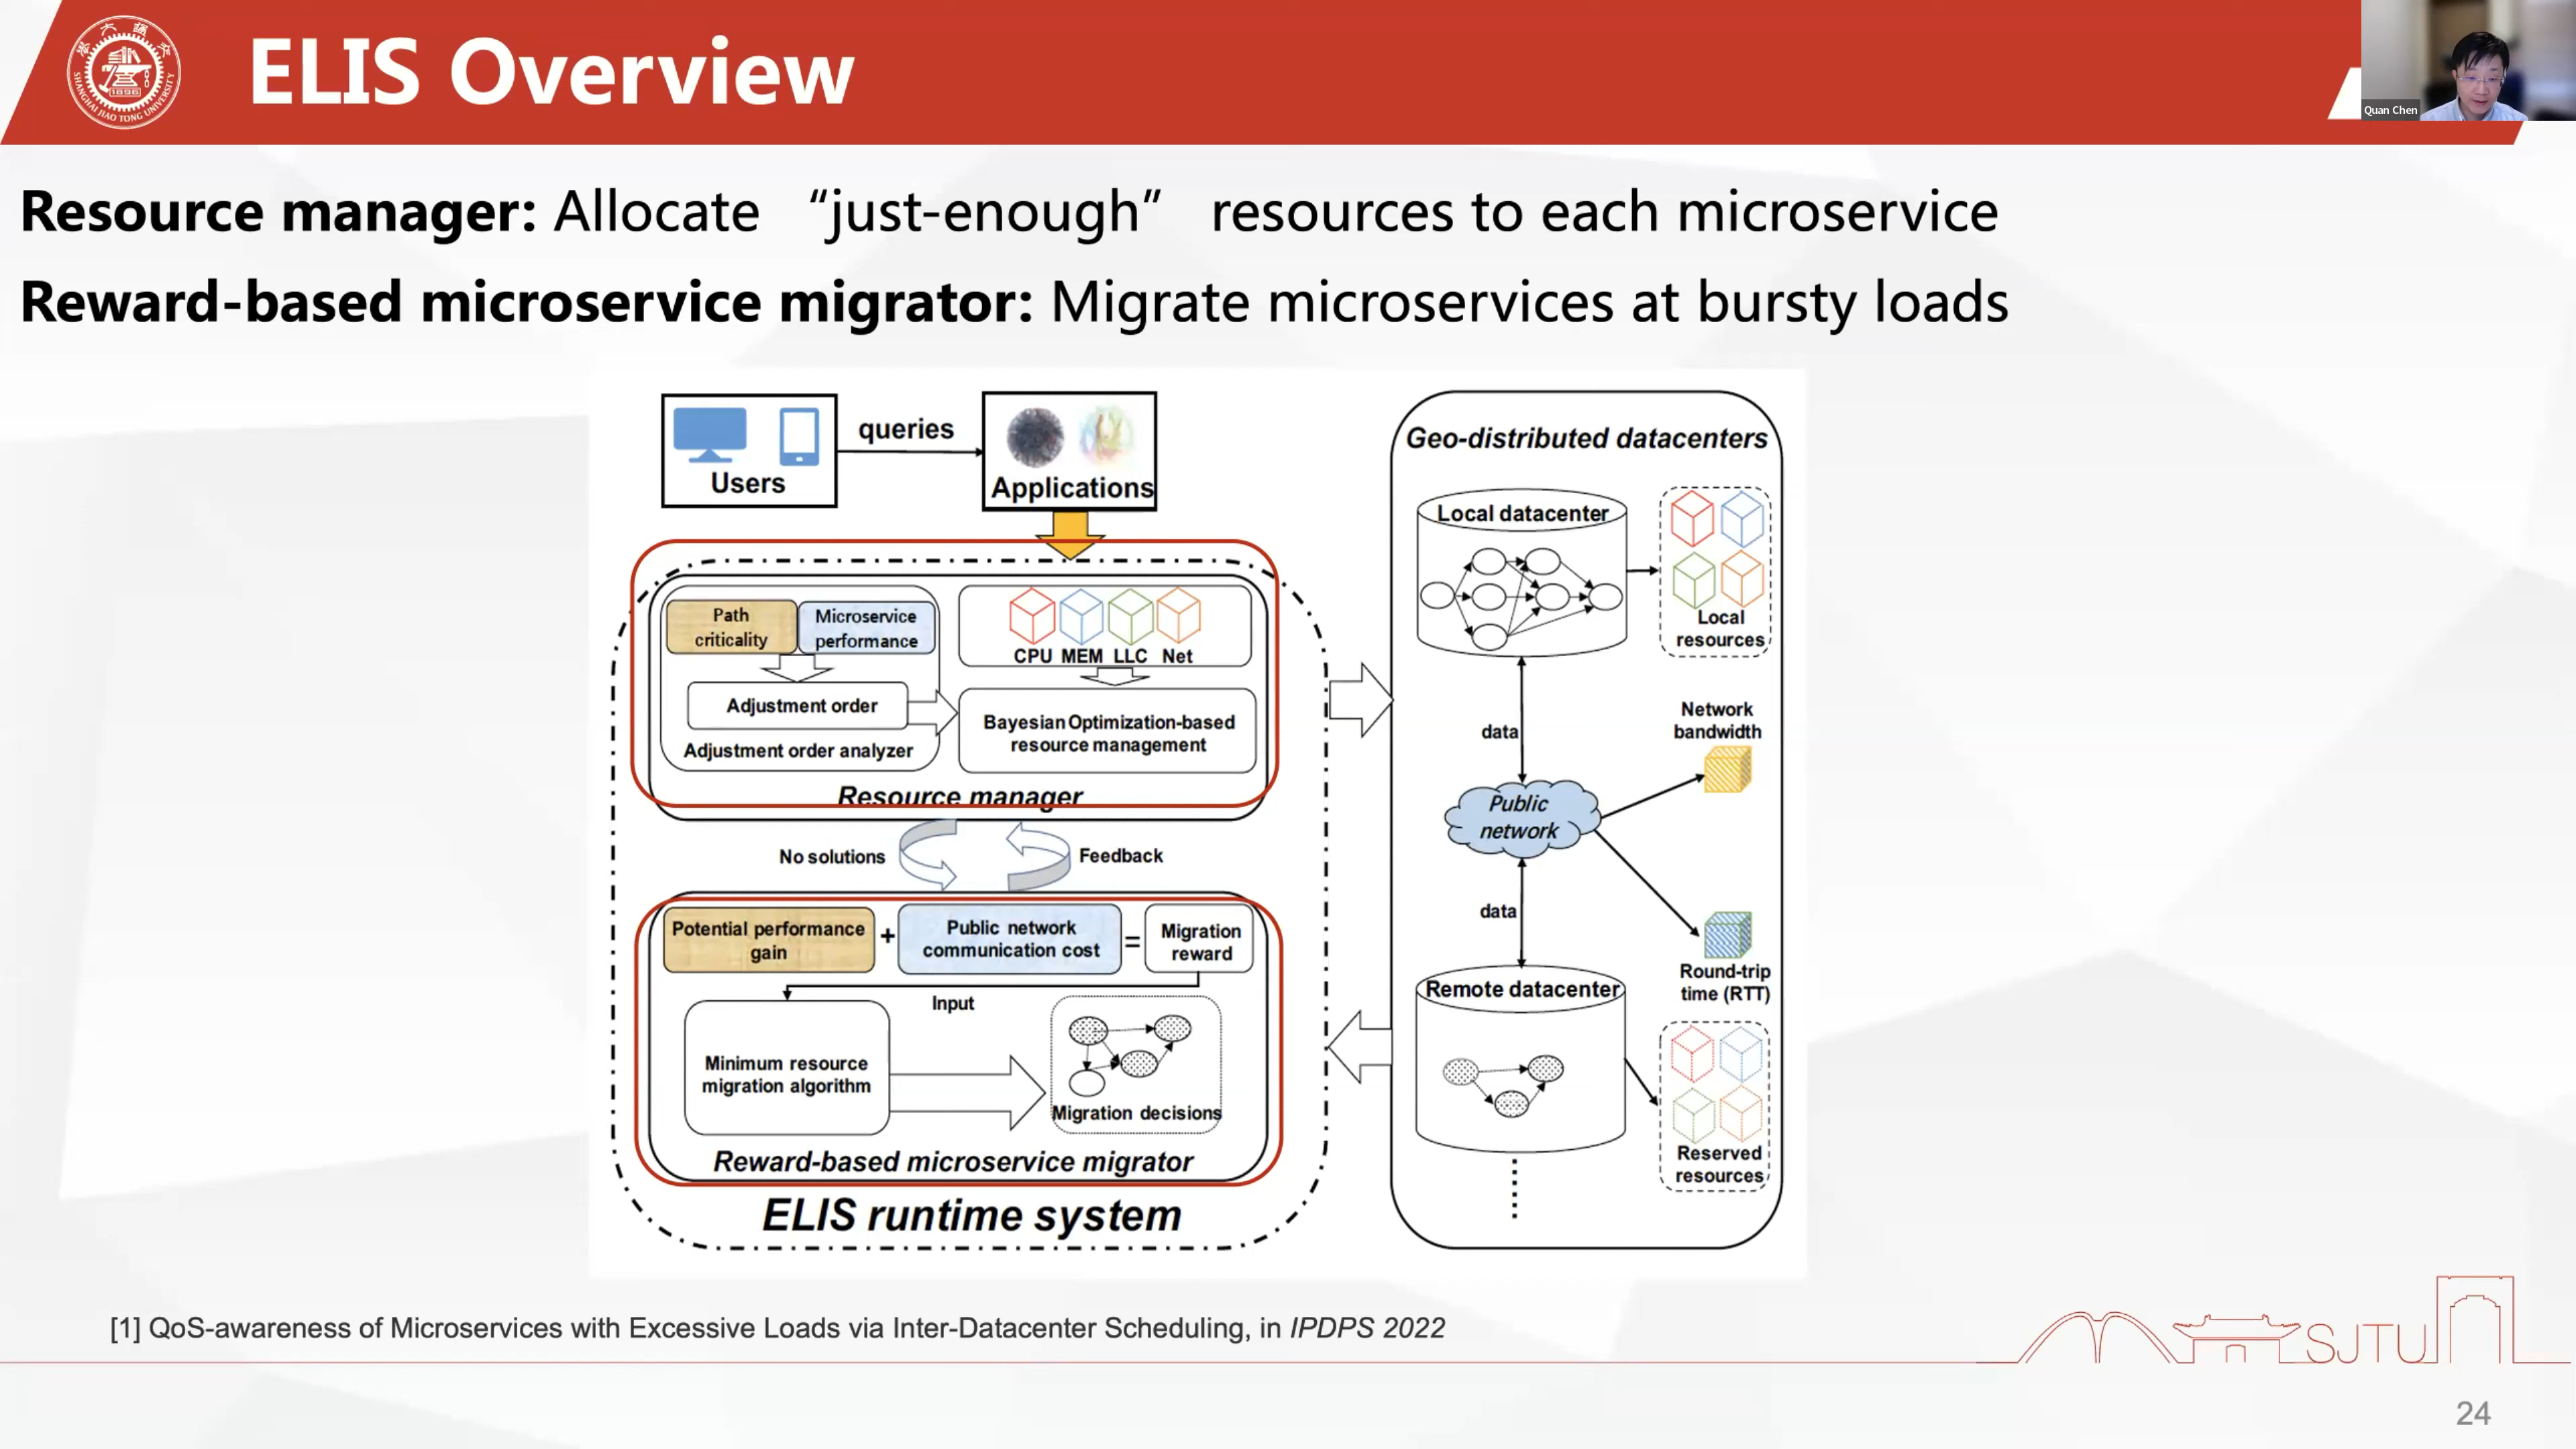 ELIS Overview
Quan Chen
SHANGHAI JIAO TONG UNIVERSITY
1896
Resource manager: Allocate “just-enough” resources to each microservice
Reward-based microservice migrator: Migrate microservices at bursty loads
Users
queries
Applications
Path
criticality
Microservice
performance
Adjustment order
Adjustment order analyzer
CPU MEM LLC Net
Bayesian Optimization-based
resource management
Resource manager
No solutions
Feedback
Potential performance
gain
+
Public network
communication cost
=
Migration
reward
Input
Minimum resource
migration algorithm
Migration decisions
Reward-based microservice migrator
ELIS runtime system
Geo-distributed datacenters
Local datacenter
Local
resources
data
Network
bandwidth
Public
network
data
Round-trip
time (RTT)
Remote datacenter
Reserved
resources
[1] QoS-awareness of Microservices with Excessive Loads via Inter-Datacenter Scheduling, in IPDPS 2022
SJTU
24